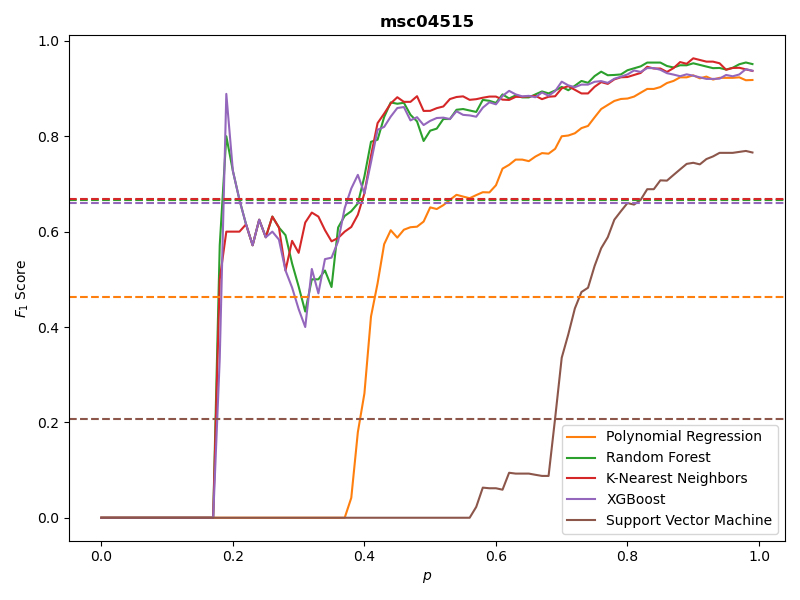 msc04515
1.0
0.8
0.6
0.4
0.2
0.0
F₁ Score
0.0 0.2 0.4 0.6 0.8 1.0
p
Polynomial Regression
Random Forest
K-Nearest Neighbors
XGBoost
Support Vector Machine